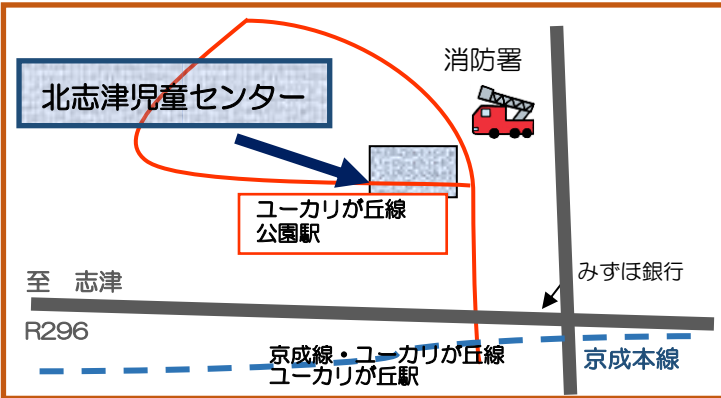 消防署
北志津児童センター
ユーカリが丘線
公園駅
みずほ銀行
至 志津
R296
京成線・ユーカリが丘線
ユーカリが丘駅
京成本線